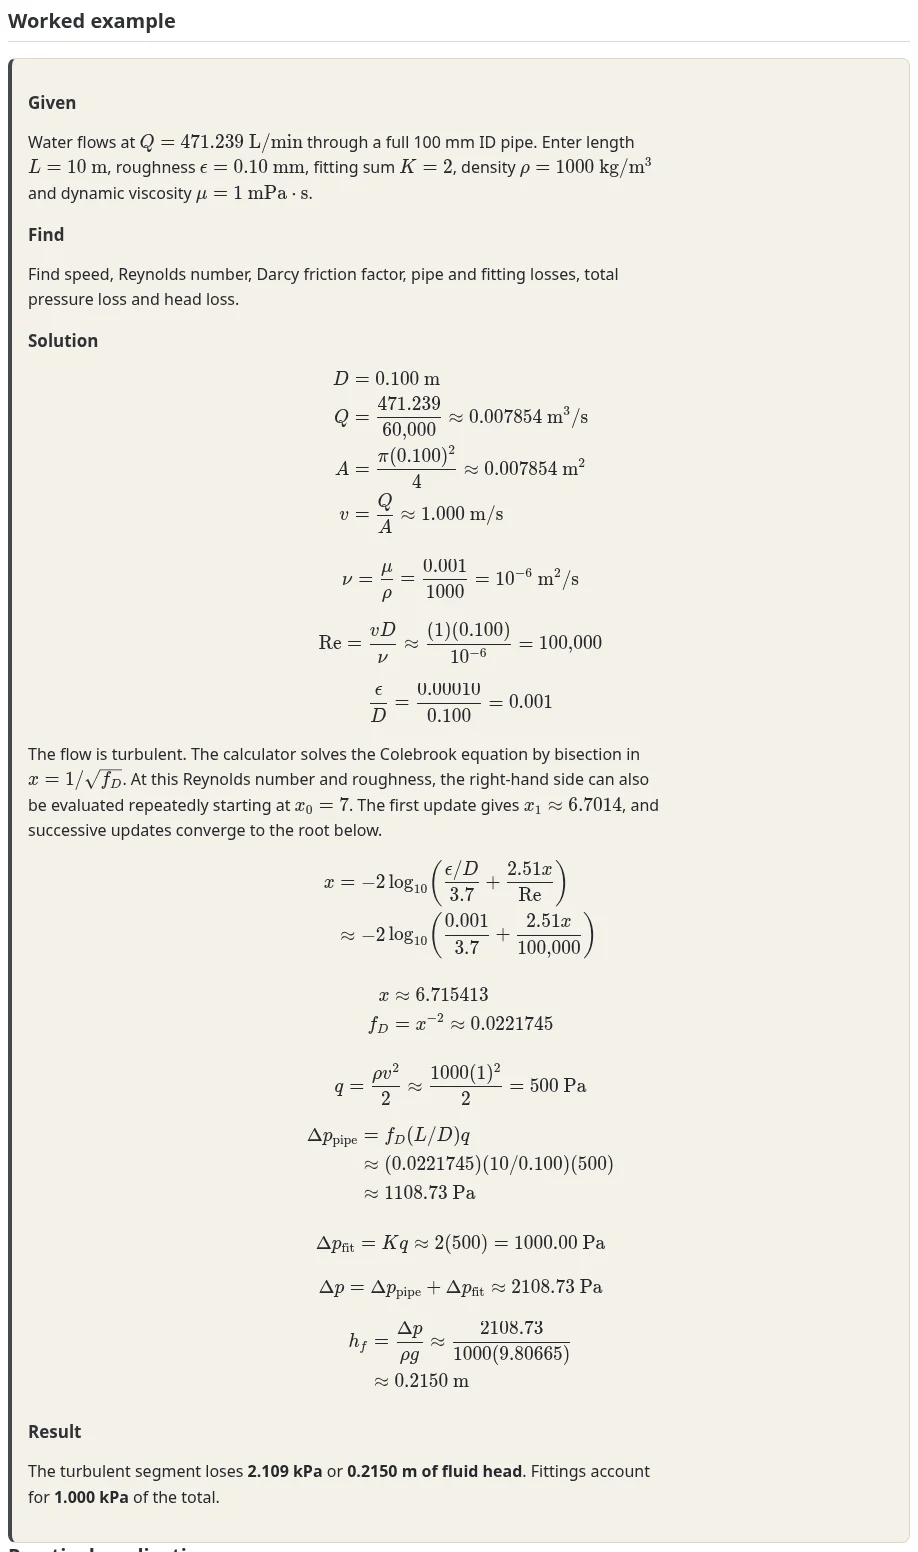 Worked example
Given
Water flows at Q = 471.239 L/min through a full 100 mm ID pipe. Enter length
L = 10 m, roughness ϵ = 0.10 mm, fitting sum K = 2, density ρ = 1000 kg/m³
and dynamic viscosity μ = 1 mPa · s.
Find
Find speed, Reynolds number, Darcy friction factor, pipe and fitting losses, total
pressure loss and head loss.
Solution
D = 0.100 m
Q = 471.239/60,000 ≈ 0.007854 m³/s
A = π(0.100)²/4 ≈ 0.007854 m²
v = Q/A ≈ 1.000 m/s
ν = μ/ρ = 0.001/1000 = 10⁻⁶ m²/s
Re = vD/ν ≈ (1)(0.100)/10⁻⁶ = 100,000
ϵ/D = 0.00010/0.100 = 0.001
The flow is turbulent. The calculator solves the Colebrook equation by bisection in
x = 1/√f_D. At this Reynolds number and roughness, the right-hand side can also
be evaluated repeatedly starting at x₀ = 7. The first update gives x₁ ≈ 6.7014, and
successive updates converge to the root below.
x = −2 log₁₀((ϵ/D)/3.7 + 2.51x/Re)
≈ −2 log₁₀(0.001/3.7 + 2.51x/100,000)
x ≈ 6.715413
f_D = x⁻² ≈ 0.0221745
q = ρv²/2 ≈ 1000(1)²/2 = 500 Pa
Δp_pipe = f_D(L/D)q
≈ (0.0221745)(10/0.100)(500)
≈ 1108.73 Pa
Δp_fit = Kq ≈ 2(500) = 1000.00 Pa
Δp = Δp_pipe + Δp_fit ≈ 2108.73 Pa
h_f = Δp/ρg ≈ 2108.73/1000(9.80665)
≈ 0.2150 m
Result
The turbulent segment loses 2.109 kPa or 0.2150 m of fluid head. Fittings account
for 1.000 kPa of the total.